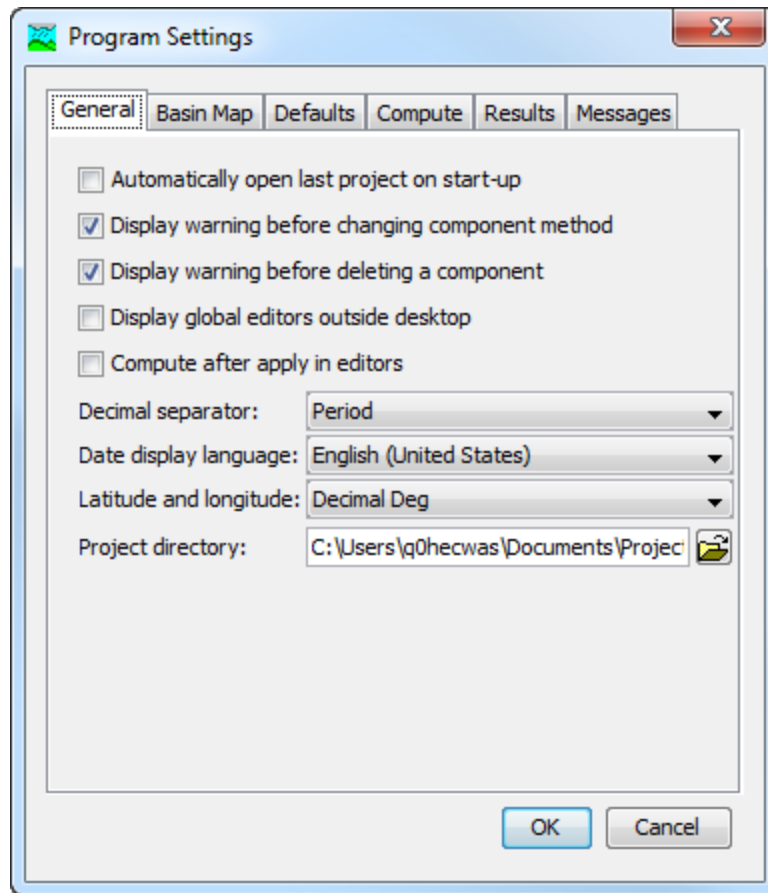 Program Settings
General Basin Map Defaults Compute Results Messages
Automatically open last project on start-up
Display warning before changing component method
Display warning before deleting a component
Display global editors outside desktop
Compute after apply in editors
Decimal separator: Period
Date display language: English (United States)
Latitude and longitude: Decimal Deg
Project directory: C:\Users\q0hecwas\Documents\Project
OK Cancel